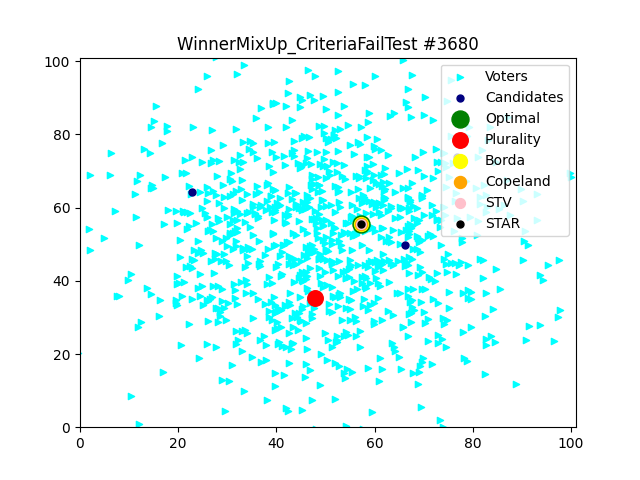 WinnerMixUp_CriteriaFailTest #3680
100
80
60
40
20
0
0
20
40
60
80
100
Voters
Candidates
Optimal
Plurality
Borda
Copeland
STV
STAR